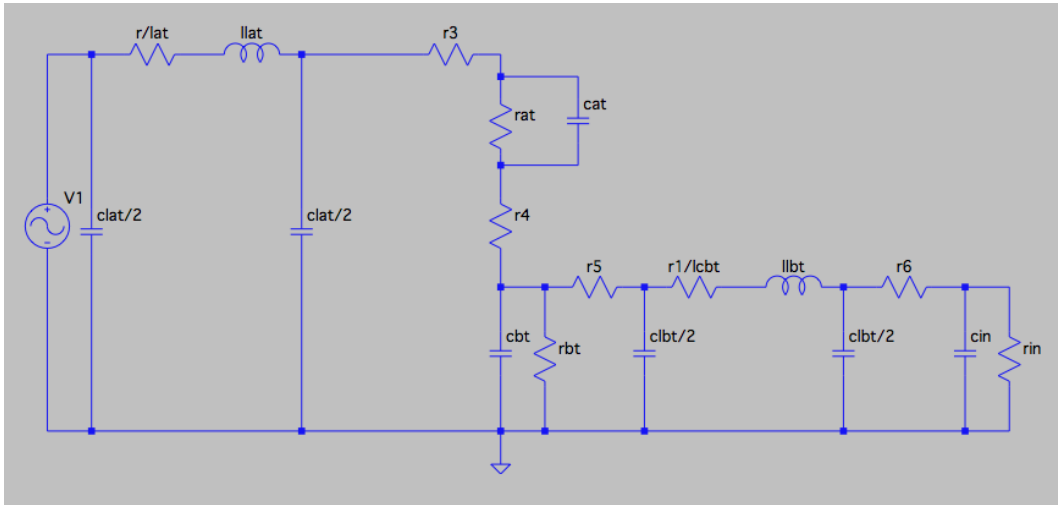 r/lat
llat
r3
rat
cat
V1
+
-
clat/2
clat/2
r4
r5
r1/lcbt
llbt
r6
cbt
rbt
clbt/2
clbt/2
cin
rin